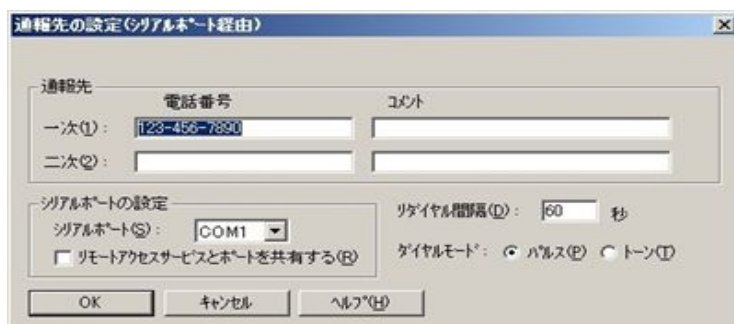 通報先の設定(シリアルポート経由)
通報先
電話番号 コメント
一次(1): 123-456-7890
二次(2):
シリアルポートの設定
シリアルポート(S): COM1
リモートアクセスサービスとポートを共有する(R)
リダイヤル間隔(D): 60 秒
ダイヤルモード: パルス(P) トーン(T)
OK キャンセル ヘルプ(H)